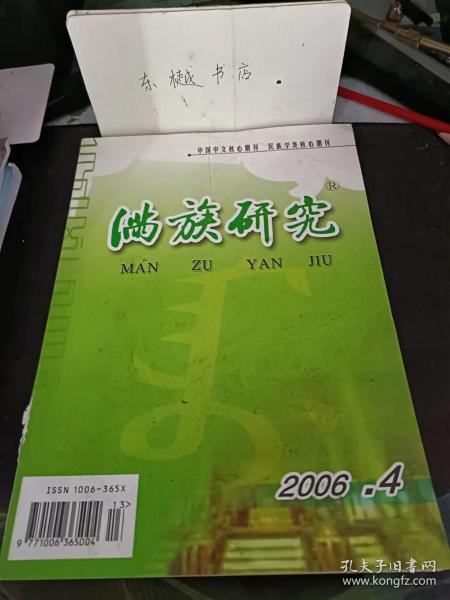 东樾书店.
中国中文核心期刊 民族学类核心期刊
满族研究®
MAN ZU YAN JIU
ISSN 1006-365X
13>
9 771006 365004
2006.4
孔夫子旧书网
www.kongfz.com